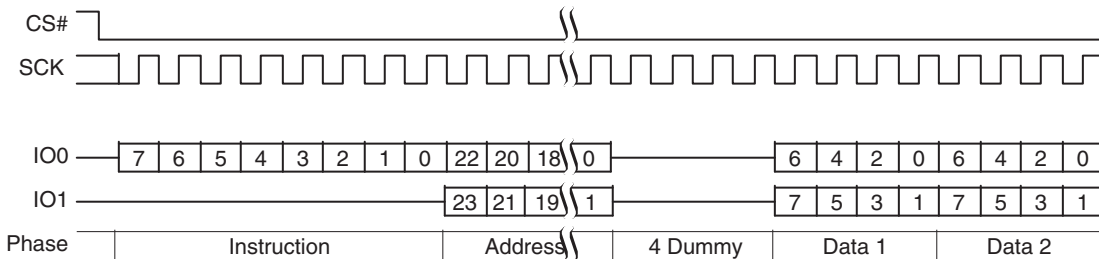 CS#
SCK
IO0 7 6 5 4 3 2 1 0 22 20 18 0 6 4 2 0 6 4 2 0
IO1 23 21 19 1 7 5 3 1 7 5 3 1
Phase Instruction Address 4 Dummy Data 1 Data 2